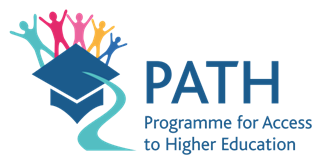 PATH
Programme for Access
to Higher Education